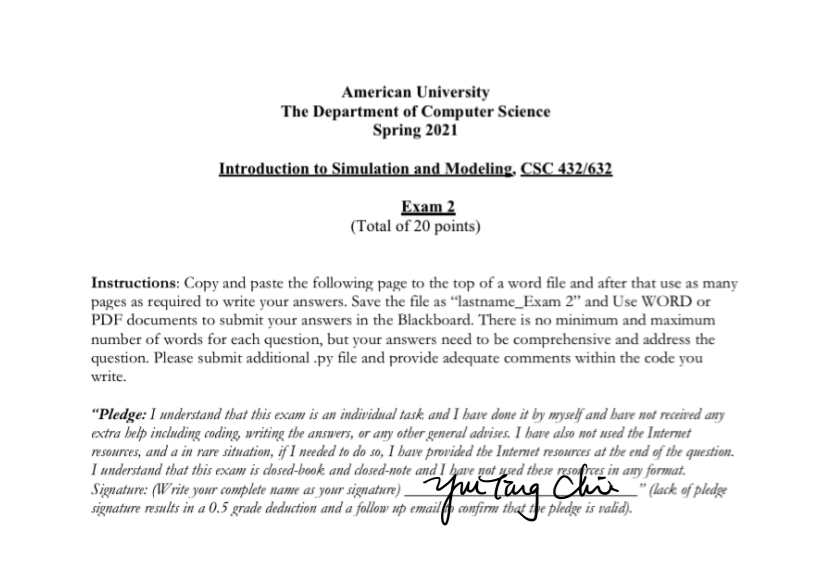 American University
The Department of Computer Science
Spring 2021
Introduction to Simulation and Modeling, CSC 432/632
Exam 2
(Total of 20 points)
Instructions: Copy and paste the following page to the top of a word file and after that use as many
pages as required to write your answers. Save the file as “lastname_Exam 2” and Use WORD or
PDF documents to submit your answers in the Blackboard. There is no minimum and maximum
number of words for each question, but your answers need to be comprehensive and address the
question. Please submit additional .py file and provide adequate comments within the code you
write.
“Pledge: I understand that this exam is an individual task and I have done it by myself and have not received any
extra help including coding, writing the answers, or any other general advises. I have also not used the Internet
resources, and a in rare situation, if I needed to do so, I have provided the Internet resources at the end of the question.
I understand that this exam is closed-book and closed-note and I have not used these resources in any format.
Signature: (Write your complete name as your signature) ” (lack of pledge
signature results in a 0.5 grade deduction and a follow up email to confirm that the pledge is valid).